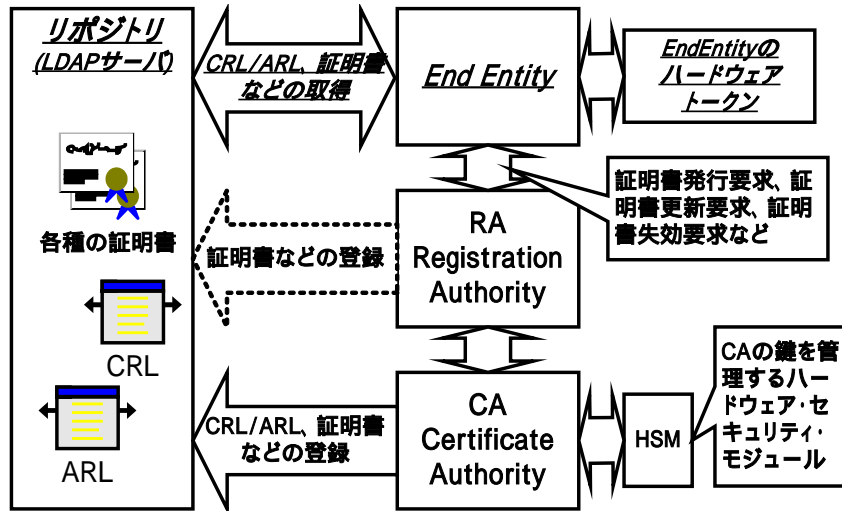 リポジトリ
(LDAPサーバ)
各種の証明書
CRL
ARL
CRL/ARL、証明書
などの取得
End Entity
EndEntityの
ハードウェア
トークン
証明書発行要求、証
明書更新要求、証明
書失効要求など
証明書などの登録
RA
Registration
Authority
CRL/ARL、証明書
などの登録
CA
Certificate
Authority
HSM
CAの鍵を管
理するハー
ドウェア・セ
キュリティ・
モジュール